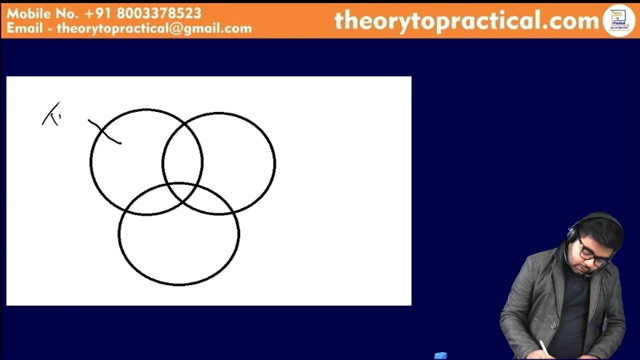 Mobile No. +91 8003378523
Email - theorytopractical@gmail.com
theorytopractical.com